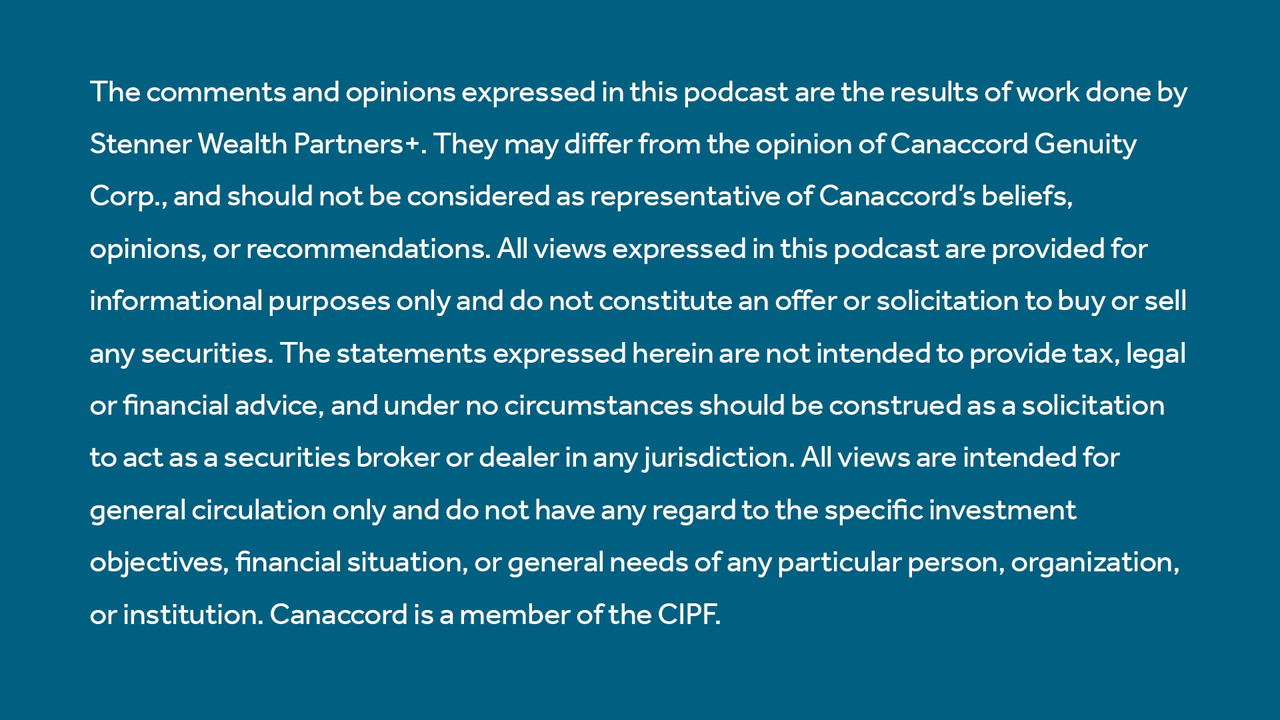 The comments and opinions expressed in this podcast are the results of work done by
Stenner Wealth Partners+. They may differ from the opinion of Canaccord Genuity
Corp., and should not be considered as representative of Canaccord's beliefs,
opinions, or recommendations. All views expressed in this podcast are provided for
informational purposes only and do not constitute an offer or solicitation to buy or sell
any securities. The statements expressed herein are not intended to provide tax, legal
or financial advice, and under no circumstances should be construed as a solicitation
to act as a securities broker or dealer in any jurisdiction. All views are intended for
general circulation only and do not have any regard to the specific investment
objectives, financial situation, or general needs of any particular person, organization,
or institution. Canaccord is a member of the CIPF.